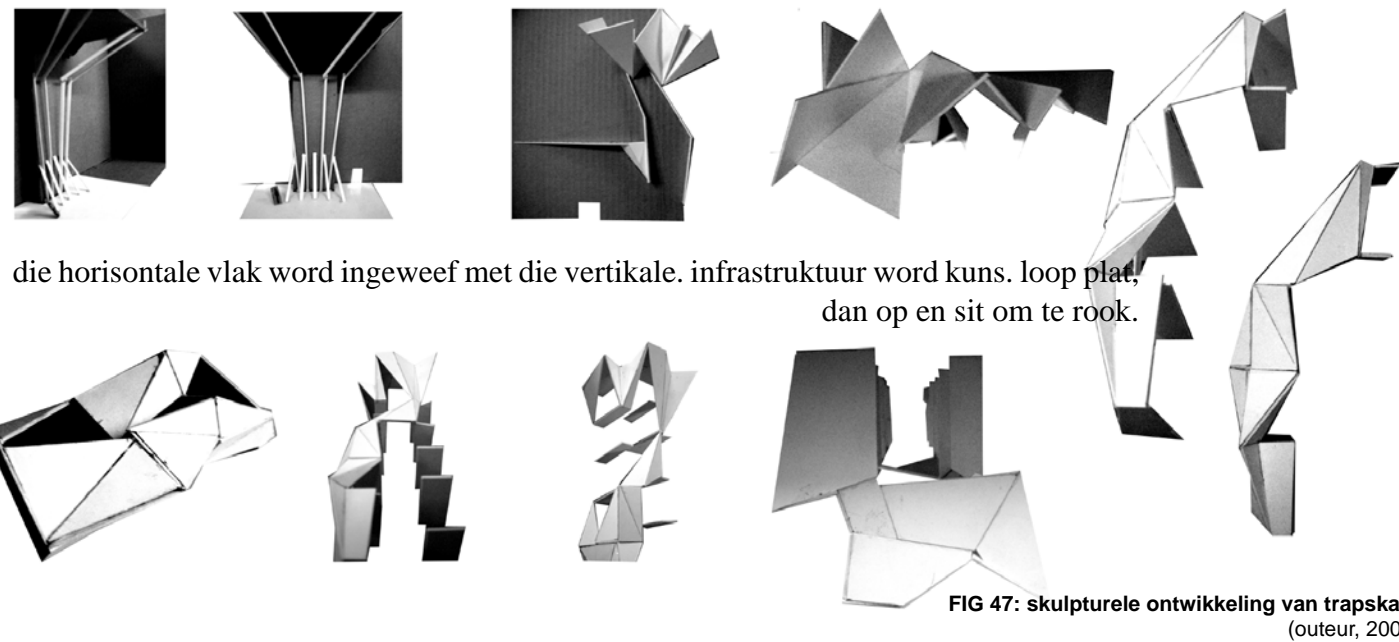 die horisontale vlak word ingeweef met die vertikale. infrastruktuur word kuns. loop plat,
dan op en sit om te rook.
FIG 47: skulpturele ontwikkeling van trapska
(outeur, 200